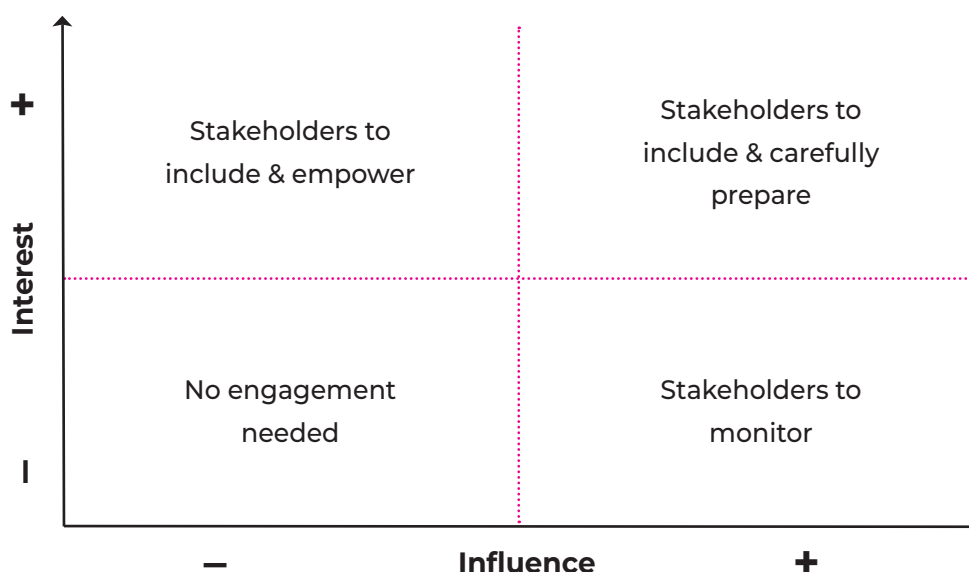 +
Stakeholders to
include & empower
Stakeholders to
include & carefully
prepare
Interest
No engagement
needed
Stakeholders to
monitor
–
– Influence +